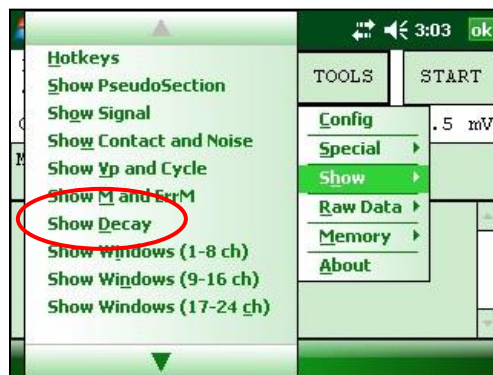 3:03 ok
Hotkeys
Show PseudoSection
Show Signal
Show Contact and Noise
Show Vp and Cycle
Show M and ErrM
Show Decay
Show Windows (1-8 ch)
Show Windows (9-16 ch)
Show Windows (17-24 ch)
TOOLS START
.5 mV
Config
Special
Show
Raw Data
Memory
About